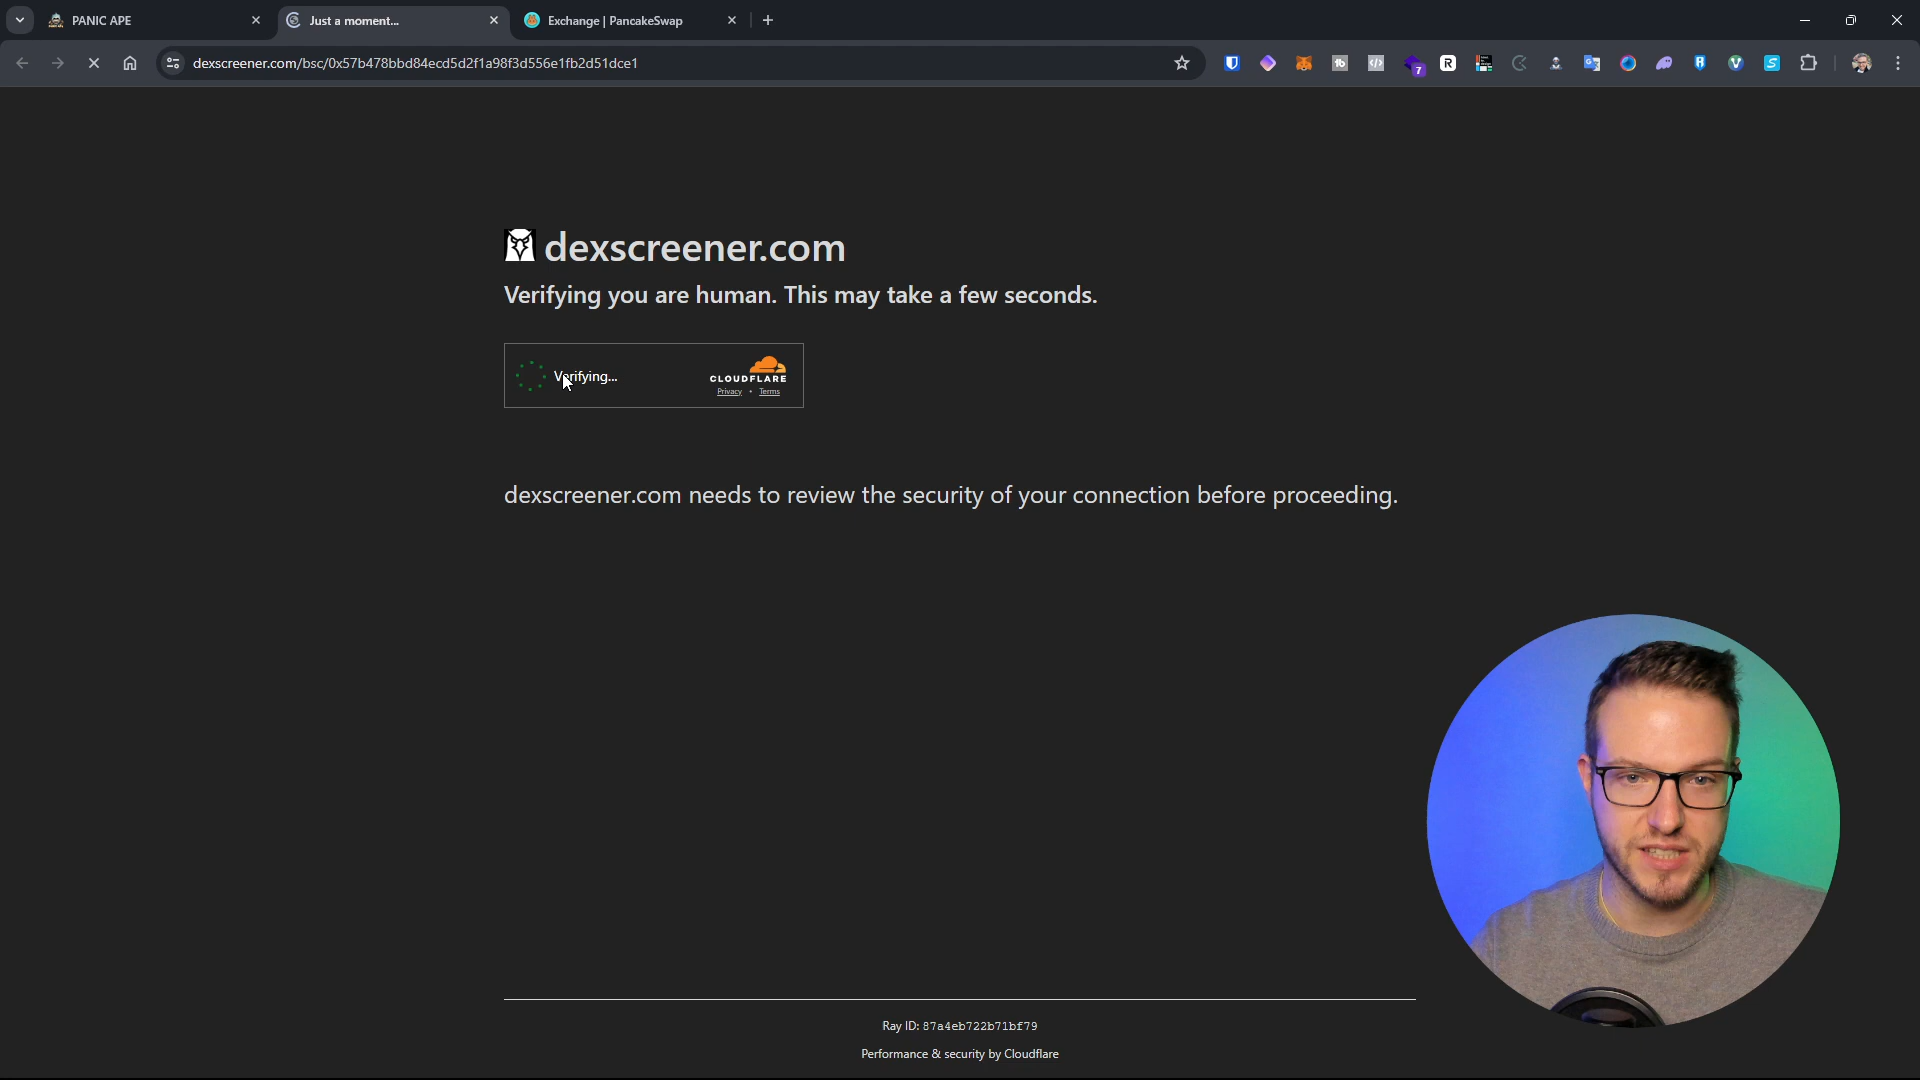 PANIC APE
Just a moment...
Exchange | PancakeSwap
dexscreener.com/bsc/0x57b478bbd84ecd5d2f1a98f3d556e1fb2d51dce1
7
dexscreener.com
Verifying you are human. This may take a few seconds.
Verifying...
CLOUDFLARE
Privacy • Terms
dexscreener.com needs to review the security of your connection before proceeding.
Ray ID: 87a4eb722b71bf79
Performance & security by Cloudflare